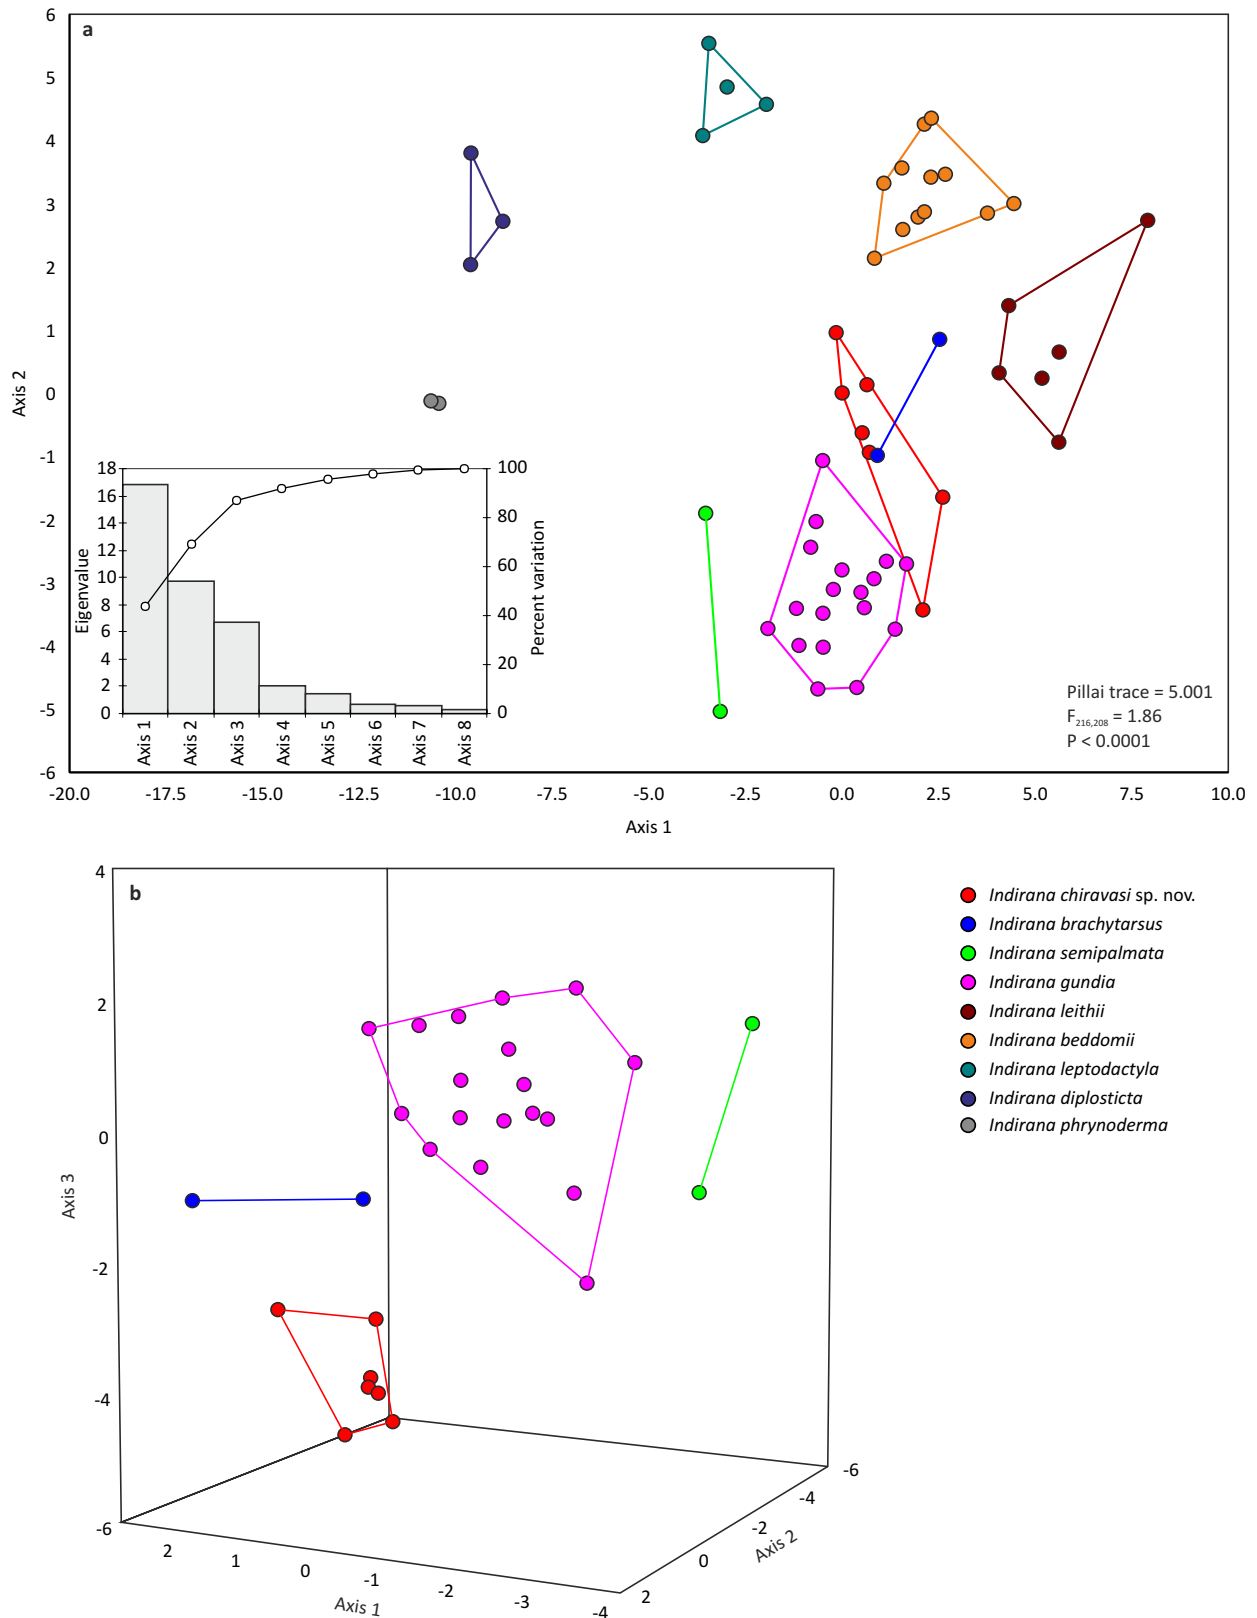 a
6
5
4
3
2
1
0
-1
-2
-3
-4
-5
-6
Axis 2
-20.0 -17.5 -15.0 -12.5 -10.0 -7.5 -5.0 -2.5 0.0 2.5 5.0 7.5 10.0
Axis 1
18
16
14
12
10
8
6
4
2
0
Eigenvalue
100
80
60
40
20
0
Percent variation
Axis 1 Axis 2 Axis 3 Axis 4 Axis 5 Axis 6 Axis 7 Axis 8
Pillai trace = 5.001
F216,208 = 1.86
P < 0.0001
b
4
2
0
-2
-4
-6
Axis 3
2 1 0 -1 -2 -3 -4
Axis 1
2 0 -2 -4 -6
Axis 2
Indirana chiravasi sp. nov.
Indirana brachytarsus
Indirana semipalmata
Indirana gundia
Indirana leithii
Indirana beddomii
Indirana leptodactyla
Indirana diplosticta
Indirana phrynoderma